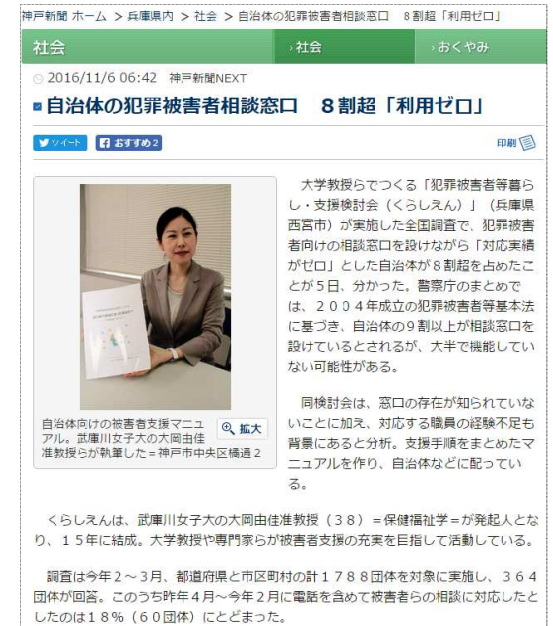 神戸新聞 ホーム ＞兵庫県内 ＞社会 ＞自治体の犯罪被害者相談窓口　８割超「利用ゼロ」
社会
›社会
›おくやみ
2016/11/6 06:42　神戸新聞NEXT
自治体の犯罪被害者相談窓口　８割超「利用ゼロ」
ツイート
おすすめ 2
印刷
大学教授らでつくる「犯罪被害者等暮ら
し・支援検討会（くらしえん）」（兵庫県
西宮市）が実施した全国調査で、犯罪被害
者向けの相談窓口を設けながら「対応実績
がゼロ」とした自治体が８割超を占めたこ
とが５日、分かった。警察庁のまとめで
は、２００４年成立の犯罪被害者等基本法
に基づき、自治体の９割以上が相談窓口を
設けているとされるが、大半で機能してい
ない可能性がある。
同検討会は、窓口の存在が知られていな
いことに加え、対応する職員の経験不足も
背景にあると分析。支援手順をまとめたマ
ニュアルを作り、自治体などに配ってい
る。
自治体向けの被害者支援マニュ
アル。武庫川女子大の大岡由佳
准教授らが執筆した＝神戸市中央区橘通２
拡大
くらしえんは、武庫川女子大の大岡由佳准教授（３８）＝保健福祉学＝が発起人とな
り、１５年に結成。大学教授や専門家らが被害者支援の充実を目指して活動している。
調査は今年２～３月、都道府県と市区町村の計１７８８団体を対象に実施し、３６４
団体が回答。このうち昨年４月～今年２月に電話を含めて被害者らの相談に対応したと
したのは１８％（６０団体）にとどまった。